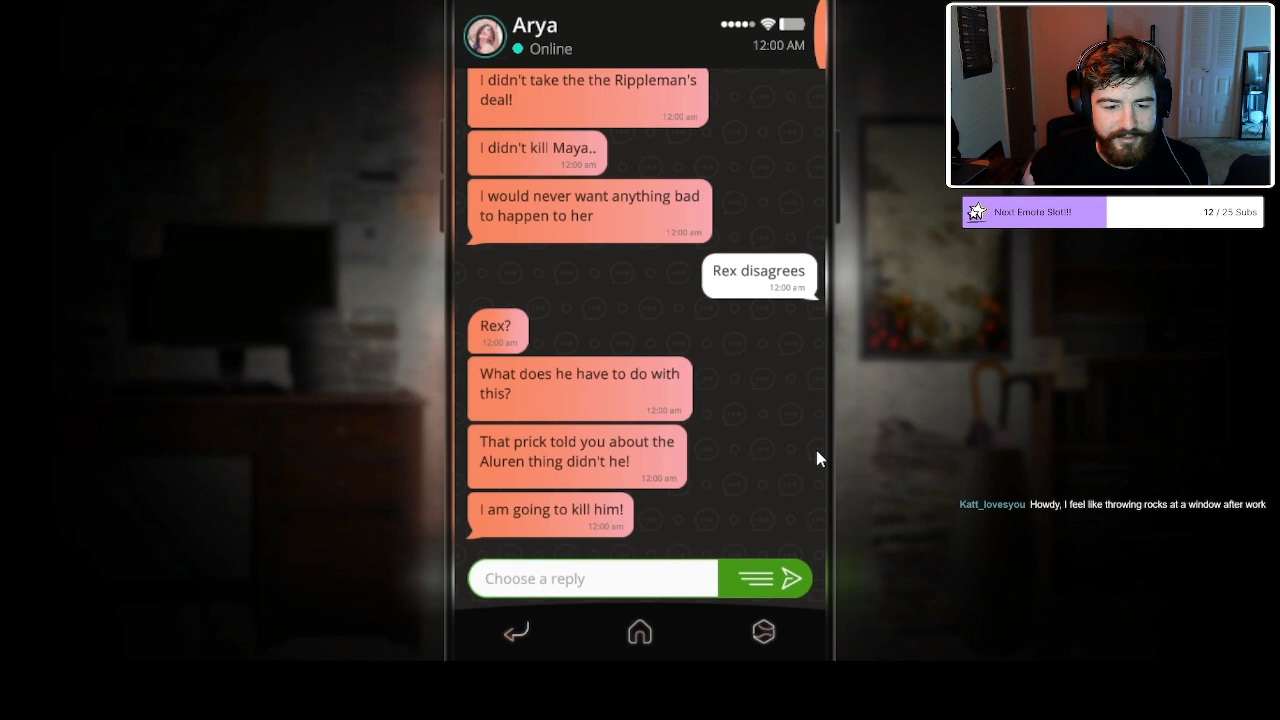 Arya
Online
12:00 AM
I didn't take the the Rippleman's
deal!
12:00 am
I didn't kill Maya..
12:00 am
I would never want anything bad
to happen to her
12:00 am
Rex disagrees
12:00 am
Rex?
12:00 am
What does he have to do with
this?
12:00 am
That prick told you about the
Aluren thing didn't he!
12:00 am
I am going to kill him!
12:00 am
Choose a reply
Next Emote Slot!!!
12 / 25 Subs
Katt_lovesyou Howdy, I feel like throwing rocks at a window after work